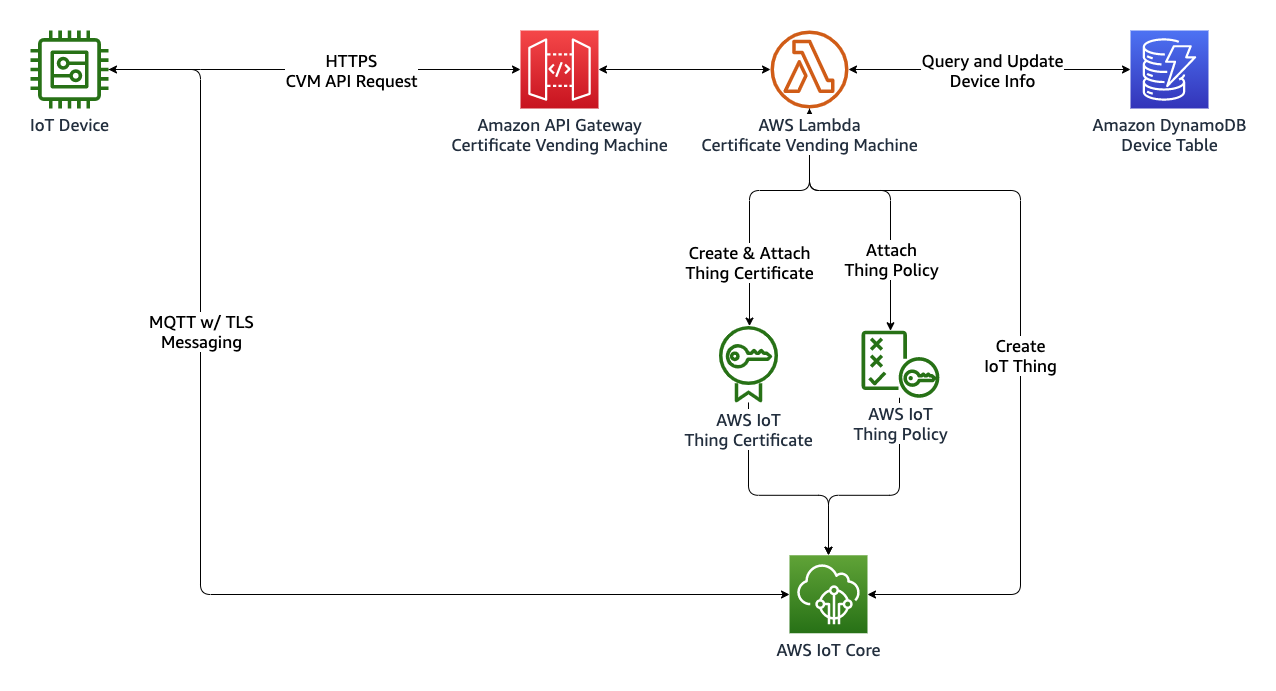 HTTPS
CVM API Request
Query and Update
Device Info
IoT Device
Amazon API Gateway
Certificate Vending Machine
AWS Lambda
Certificate Vending Machine
Amazon DynamoDB
Device Table
Create & Attach
Thing Certificate
Attach
Thing Policy
MQTT w/ TLS
Messaging
Create
IoT Thing
AWS IoT
Thing Certificate
AWS IoT
Thing Policy
AWS IoT Core